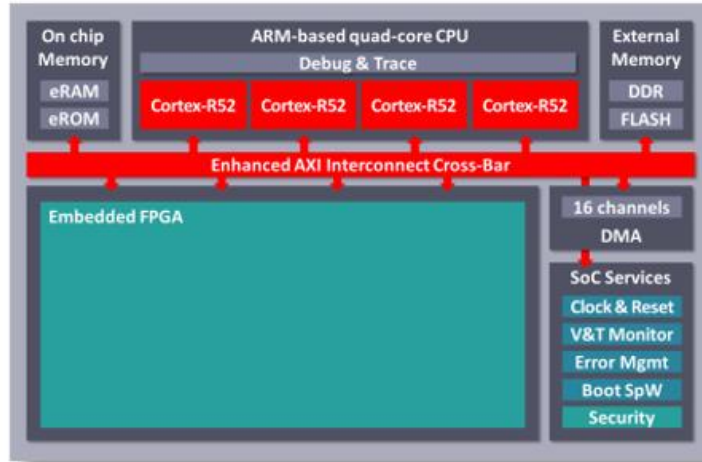 On chip
Memory
eRAM
eROM
ARM-based quad-core CPU
Debug & Trace
Cortex-R52
Cortex-R52
Cortex-R52
Cortex-R52
External
Memory
DDR
FLASH
Enhanced AXI Interconnect Cross-Bar
Embedded FPGA
16 channels
DMA
SoC Services
Clock & Reset
V&T Monitor
Error Mgmt
Boot SpW
Security